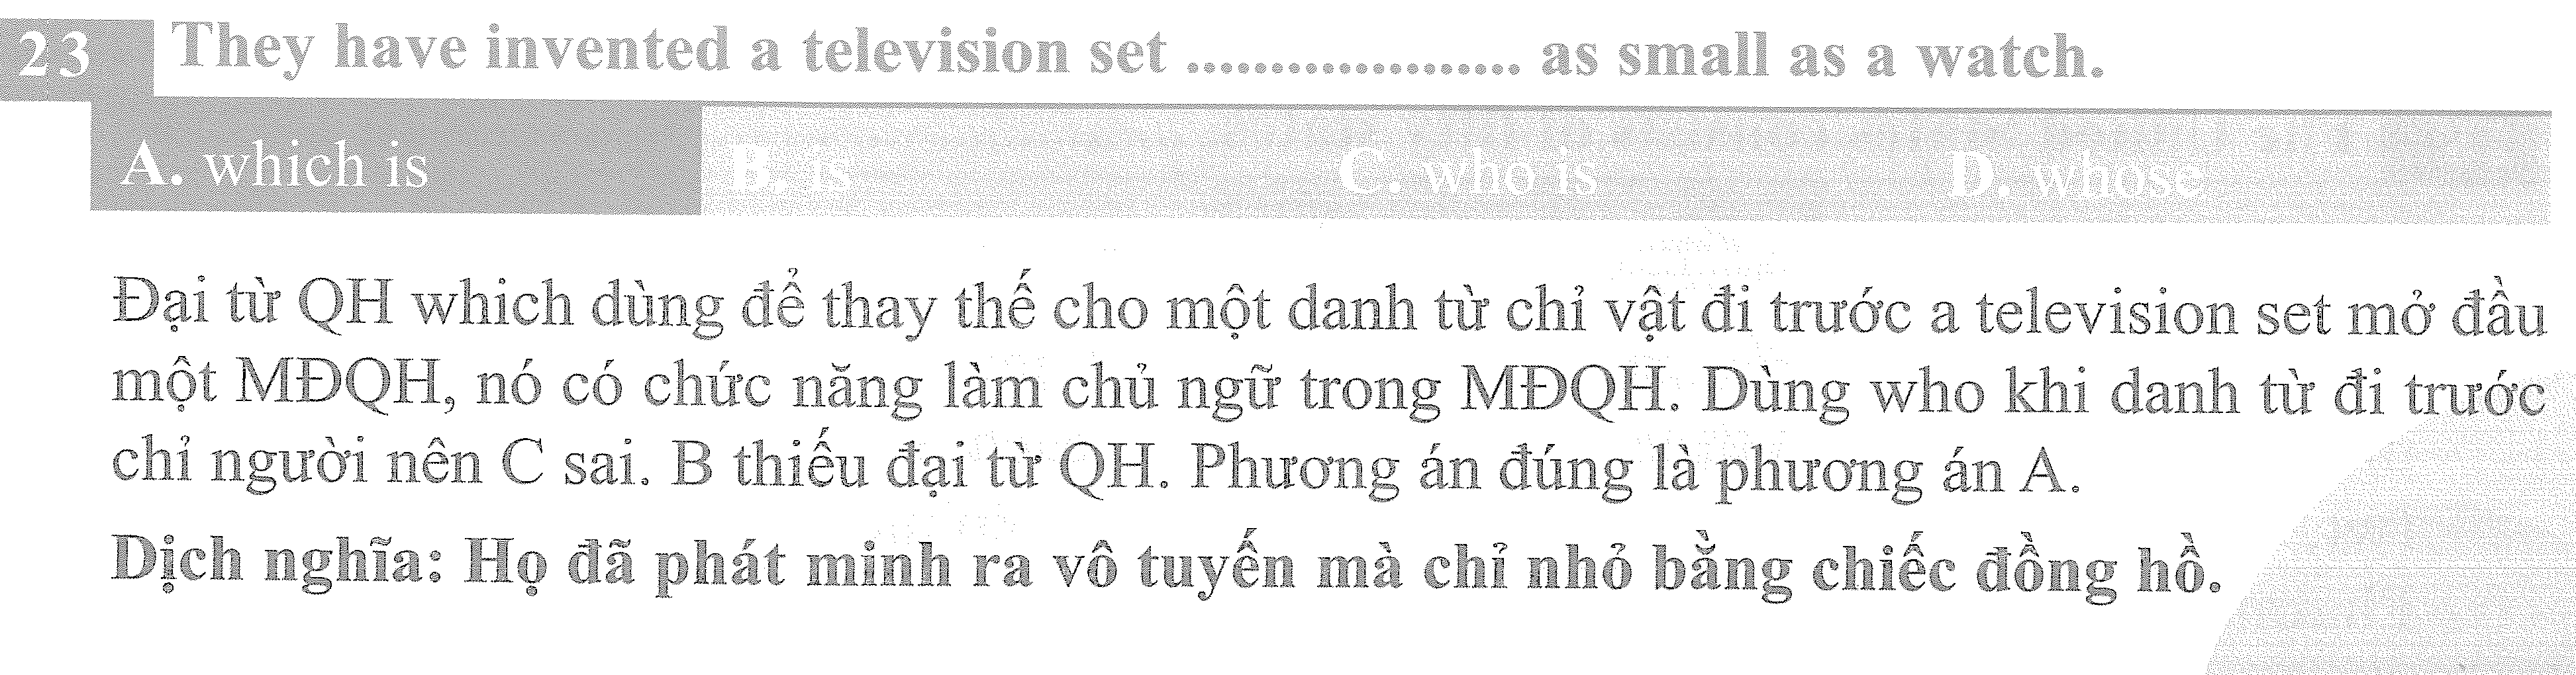 23 They have invented a television set .................... as small as a watch.
A. which is B. is C. who is D. whose
Đại từ QH which dùng để thay thế cho một danh từ chỉ vật đi trước a television set mở đầu
một MĐQH, nó có chức năng làm chủ ngữ trong MĐQH. Dùng who khi danh từ đi trước
chỉ người nên C sai. B thiếu đại từ QH. Phương án đúng là phương án A.
Dịch nghĩa: Họ đã phát minh ra vô tuyến mà chỉ nhỏ bằng chiếc đồng hồ.